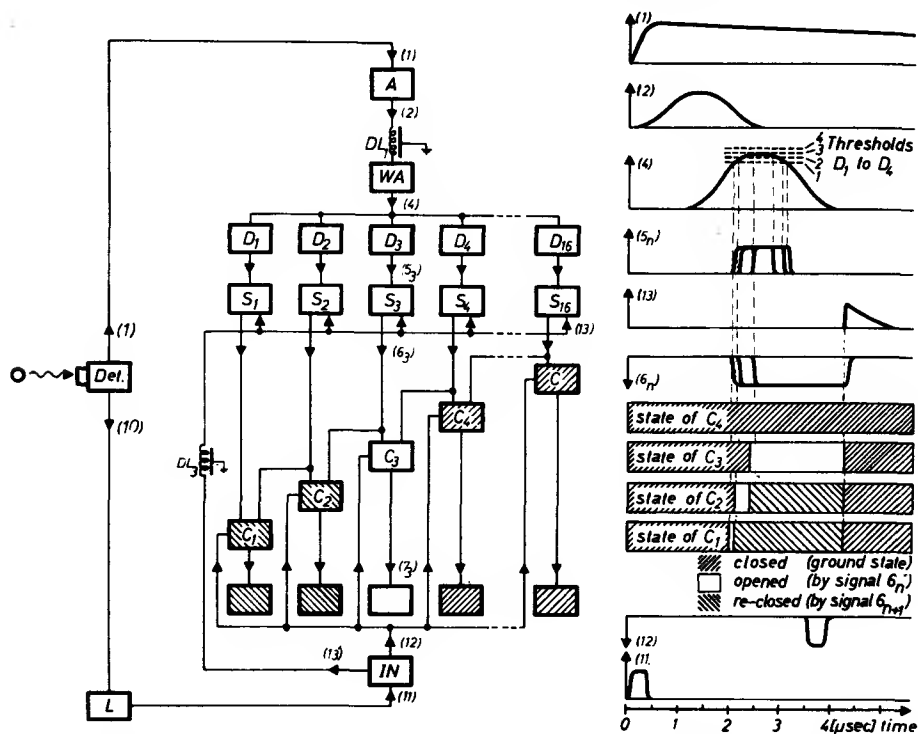 (1)
A
(2)
DL1
WA
(4)
D1 D2 D3 D4 D16
(53)
S1 S2 S3 S4 S16
(13)
(1)
(63)
Det.
C
(10)
C4
C3
DL3
C2
C1
(73)
(12)
(13)
IN
(11)
L
(1)
(2)
4
3 Thresholds
2 D1 to D4
1
(4)
(5n)
(13)
(6n)
state of C4
state of C3
state of C2
state of C1
closed (ground state)
opened (by signal 6n)
re-closed (by signal 6n+1)
(12)
(11.
0 1 2 3 4[μsec) time